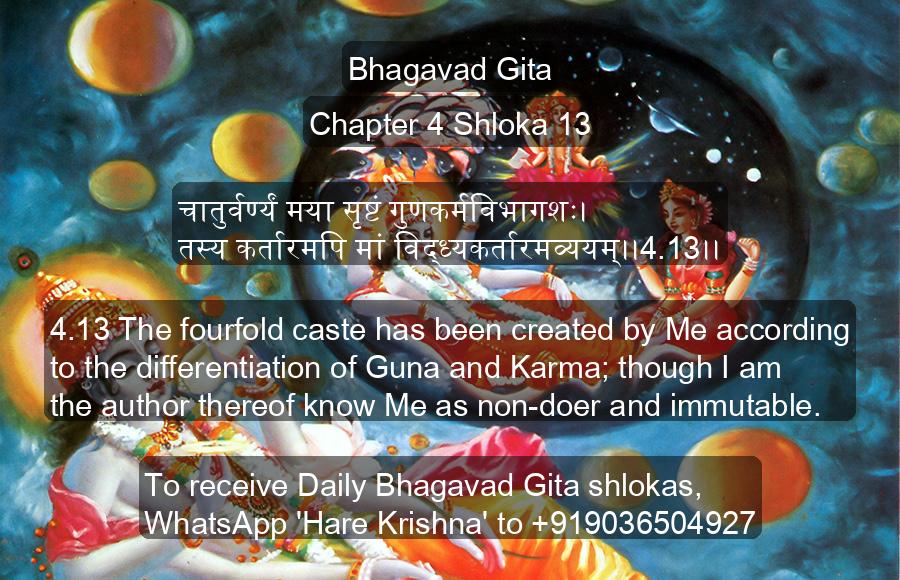 Bhagavad Gita
Chapter 4 Shloka 13
चातुर्वर्ण्यं मया सृष्टं गुणकर्मविभागशः।
तस्य कर्तारमपि मां विद्ध्यकर्तारमव्ययम्।।4.13।।
4.13 The fourfold caste has been created by Me according
to the differentiation of Guna and Karma; though I am
the author thereof know Me as non-doer and immutable.
To receive Daily Bhagavad Gita shlokas,
WhatsApp 'Hare Krishna' to +919036504927